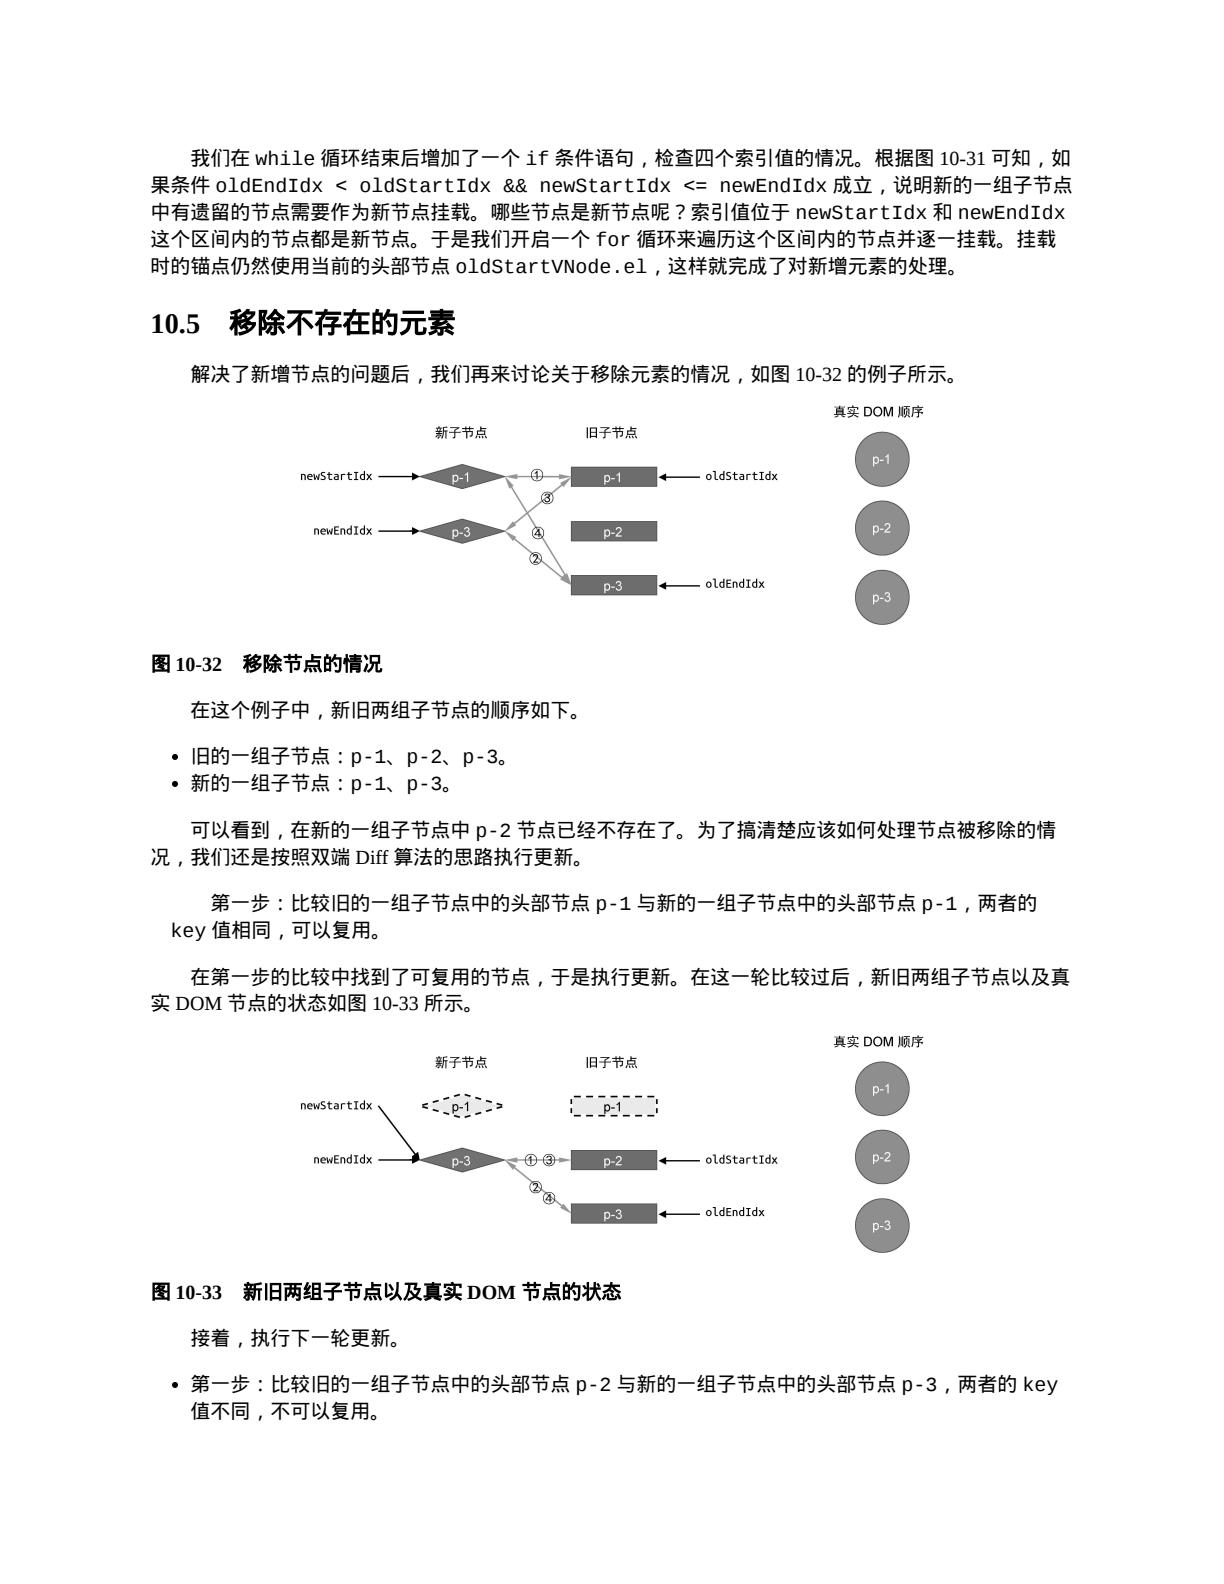 我们在 while 循环结束后增加了一个 if 条件语句，检查四个索引值的情况。根据图 10-31 可知，如
果条件 oldEndIdx < oldStartIdx && newStartIdx <= newEndIdx 成立，说明新的一组子节点
中有遗留的节点需要作为新节点挂载。哪些节点是新节点呢？索引值位于 newStartIdx 和 newEndIdx
这个区间内的节点都是新节点。于是我们开启一个 for 循环来遍历这个区间内的节点并逐一挂载。挂载
时的锚点仍然使用当前的头部节点 oldStartVNode.el，这样就完成了对新增元素的处理。
10.5　移除不存在的元素
解决了新增节点的问题后，我们再来讨论关于移除元素的情况，如图 10-32 的例子所示。
真实 DOM 顺序
新子节点 旧子节点
p-1
newStartIdx p-1 ① p-1 oldStartIdx
③
p-2
newEndIdx p-3 ④ p-2
②
p-3 oldEndIdx
p-3
图 10-32　移除节点的情况
在这个例子中，新旧两组子节点的顺序如下。
• 旧的一组子节点：p-1、p-2、p-3。
• 新的一组子节点：p-1、p-3。
可以看到，在新的一组子节点中 p-2 节点已经不存在了。为了搞清楚应该如何处理节点被移除的情
况，我们还是按照双端 Diff 算法的思路执行更新。
第一步：比较旧的一组子节点中的头部节点 p-1 与新的一组子节点中的头部节点 p-1，两者的
key 值相同，可以复用。
在第一步的比较中找到了可复用的节点，于是执行更新。在这一轮比较过后，新旧两组子节点以及真
实 DOM 节点的状态如图 10-33 所示。
真实 DOM 顺序
新子节点 旧子节点
p-1
newStartIdx p-1 p-1
newEndIdx p-3 ① ③ p-2 oldStartIdx
p-2
②
④
p-3 oldEndIdx
p-3
图 10-33　新旧两组子节点以及真实 DOM 节点的状态
接着，执行下一轮更新。
• 第一步：比较旧的一组子节点中的头部节点 p-2 与新的一组子节点中的头部节点 p-3，两者的 key
值不同，不可以复用。